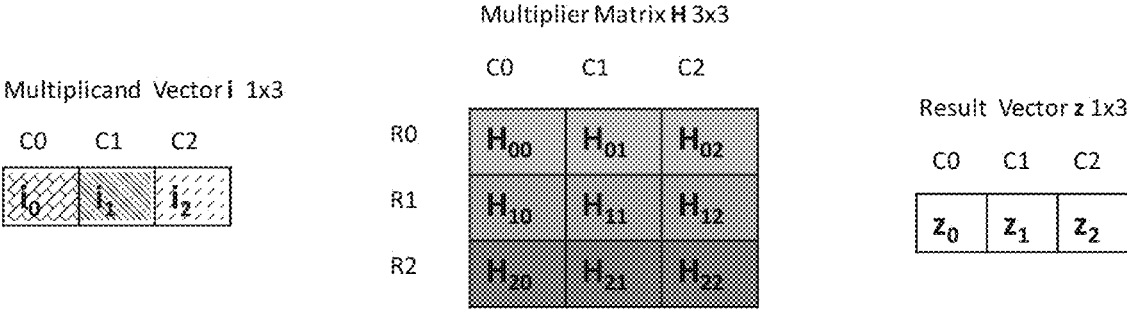 Multiplier Matrix H 3x3
C0 C1 C2
Multiplicand Vector i 1x3
C0 C1 C2
i0 i1 i2
R0 H00 H01 H02
R1 H10 H11 H12
R2 H20 H21 H22
Result Vector z 1x3
C0 C1 C2
z0 z1 z2